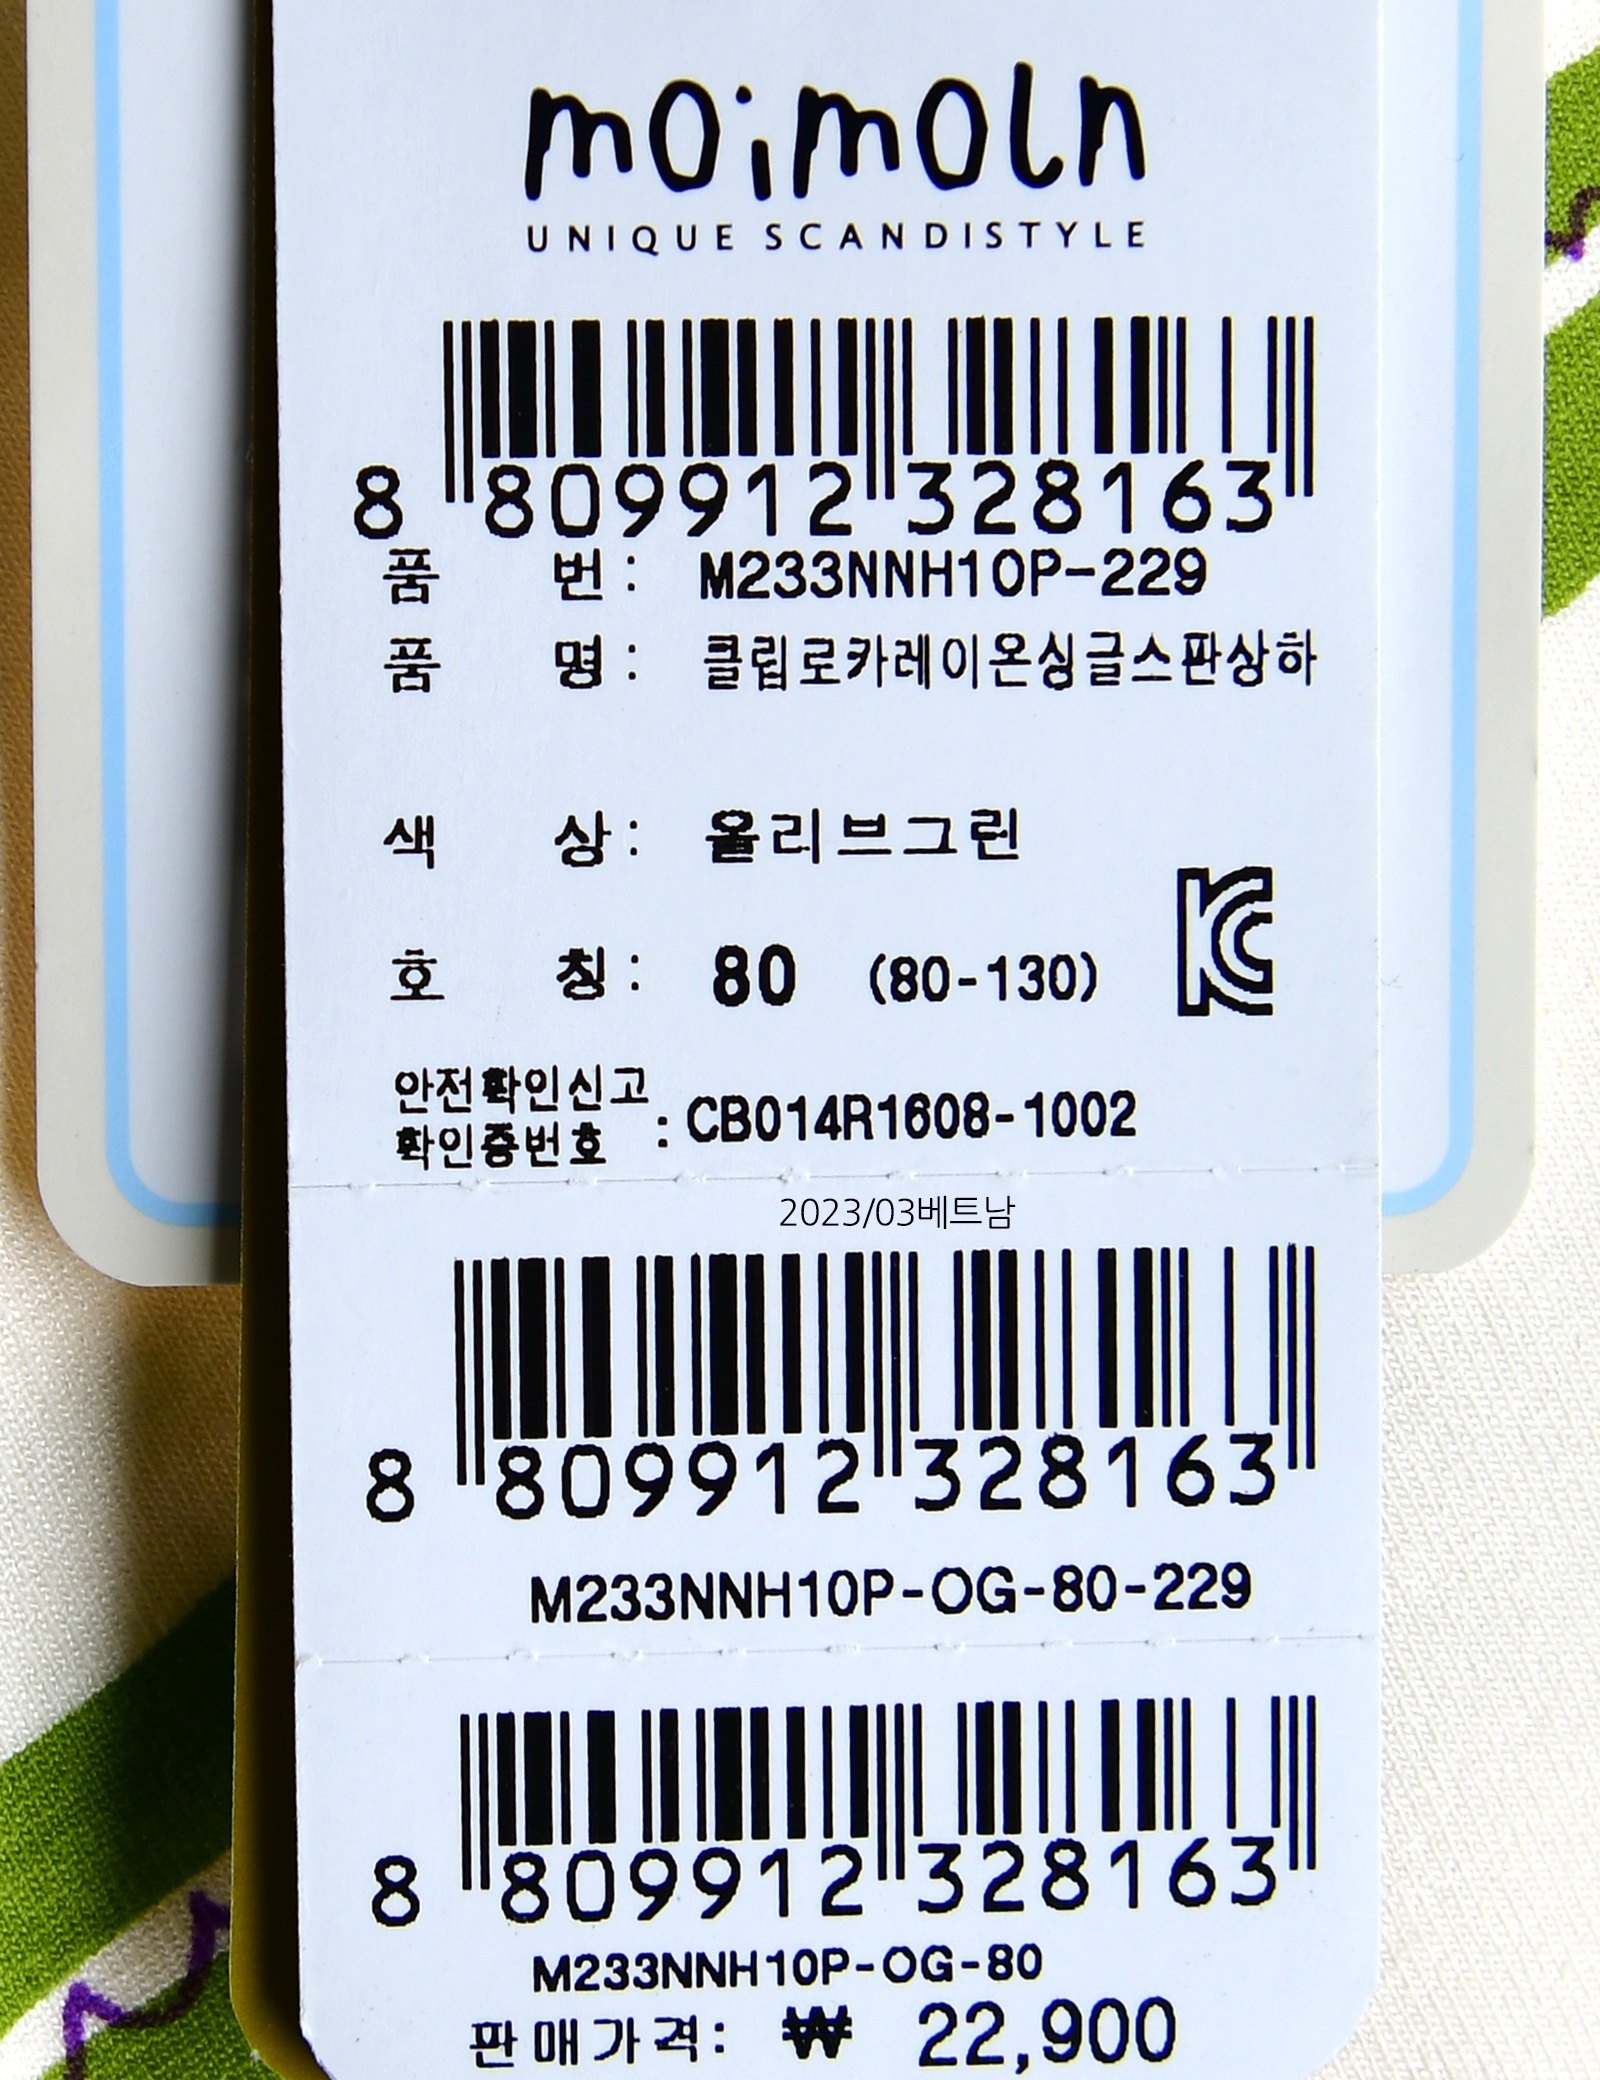 moimoln
UNIQUE SCANDISTYLE
8 809912 328163
품 번 : M233NNH10P-229
품 명 : 클립로카레이온싱글스판상하
색 상 : 올리브그린
호 칭 : 80 (80-130)
안전확인신고
확인증번호 : CB014R1608-1002
2023/03베트남
8 809912 328163
M233NNH10P-OG-80-229
8 809912 328163
M233NNH10P-OG-80
판매가격: ₩ 22,900